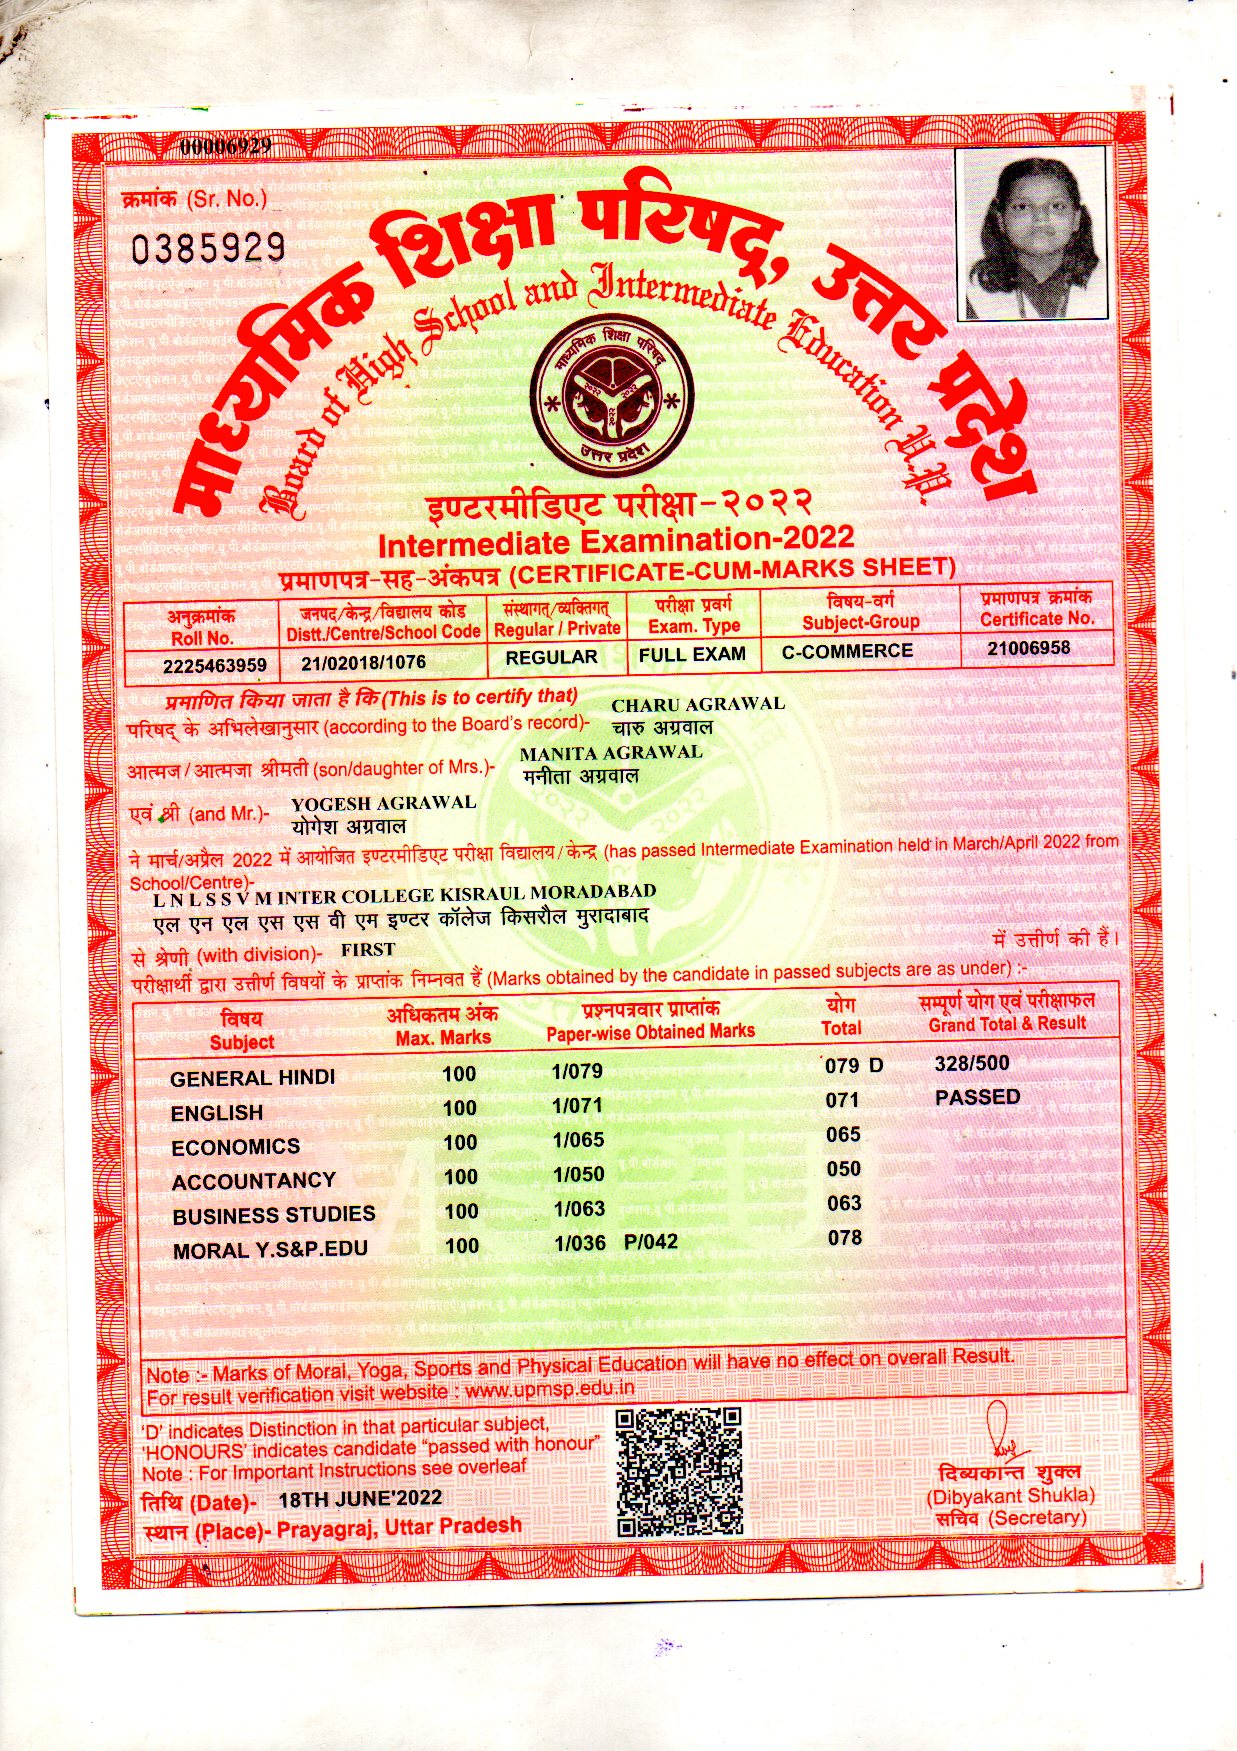 00006929
क्रमांक (Sr. No.)
0385929
माध्यमिक शिक्षा परिषद्, उत्तर प्रदेश
Board of High School and Intermediate Education U.P.
माध्यमिक शिक्षा परिषद
उत्तर प्रदेश
इण्टरमीडिएट परीक्षा-२०२२
Intermediate Examination-2022
प्रमाणपत्र-सह-अंकपत्र (CERTIFICATE-CUM-MARKS SHEET)
अनुक्रमांक जनपद/केन्द्र/विद्यालय कोड संस्थागत्/व्यक्तिगत् परीक्षा प्रवर्ग विषय-वर्ग प्रमाणपत्र क्रमांक
Roll No. Distt./Centre/School Code Regular / Private Exam. Type Subject-Group Certificate No.
2225463959 21/02018/1076 REGULAR FULL EXAM C-COMMERCE 21006958
प्रमाणित किया जाता है कि (This is to certify that) CHARU AGRAWAL
परिषद् के अभिलेखानुसार (according to the Board's record)- चारु अग्रवाल
MANITA AGRAWAL
आत्मज/आत्मजा श्रीमती (son/daughter of Mrs.)- मनीता अग्रवाल
YOGESH AGRAWAL
एवं श्री (and Mr.)- योगेश अग्रवाल
ने मार्च/अप्रैल 2022 में आयोजित इण्टरमीडिएट परीक्षा विद्यालय/केन्द्र (has passed Intermediate Examination held in March/April 2022 from
School/Centre)-
L N L S S V M INTER COLLEGE KISRAUL MORADABAD
एल एन एल एस एस वी एम इण्टर कॉलेज किसरौल मुरादाबाद
से श्रेणी (with division)- FIRST में उत्तीर्ण की हैं।
परीक्षार्थी द्वारा उत्तीर्ण विषयों के प्राप्तांक निम्नवत हैं (Marks obtained by the candidate in passed subjects are as under) :-
विषय अधिकतम अंक प्रश्नपत्रवार प्राप्तांक योग सम्पूर्ण योग एवं परीक्षाफल
Subject Max. Marks Paper-wise Obtained Marks Total Grand Total & Result
GENERAL HINDI 100 1/079 079 D 328/500
ENGLISH 100 1/071 071 PASSED
ECONOMICS 100 1/065 065
ACCOUNTANCY 100 1/050 050
BUSINESS STUDIES 100 1/063 063
MORAL Y.S&P.EDU 100 1/036 P/042 078
Note :- Marks of Moral, Yoga, Sports and Physical Education will have no effect on overall Result.
For result verification visit website : www.upmsp.edu.in
'D' indicates Distinction in that particular subject,
'HONOURS' indicates candidate "passed with honour"
Note : For Important Instructions see overleaf
तिथि (Date)- 18TH JUNE'2022
स्थान (Place)- Prayagraj, Uttar Pradesh
दिब्यकान्त शुक्ल
(Dibyakant Shukla)
सचिव (Secretary)